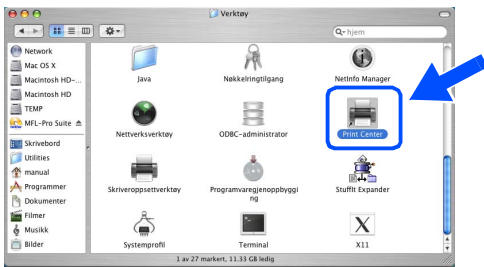 Verktøy
hjem
Network
Mac OS X
Macintosh HD-...
Macintosh HD
TEMP
MFL-Pro Suite
Skrivebord
Utilities
manual
Programmer
Dokumenter
Filmer
Musikk
Bilder
Java
Nøkkelringtilgang
NetInfo Manager
Nettverksverktøy
ODBC-administrator
Print Center
Skriveroppsettverktøy
Programvaregjenoppbyggi
ng
StuffIt Expander
Systemprofil
Terminal
X11
1 av 27 markert, 11.33 GB ledig